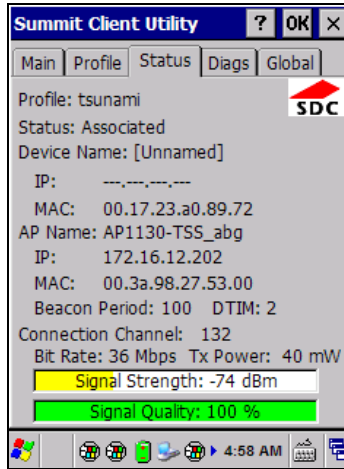 Summit Client Utility ? OK ×
Main Profile Status Diags Global
Profile: tsunami
SDC
Status: Associated
Device Name: [Unnamed]
IP: ---.---.---.---
MAC: 00.17.23.a0.89.72
AP Name: AP1130-TSS_abg
IP: 172.16.12.202
MAC: 00.3a.98.27.53.00
Beacon Period: 100 DTIM: 2
Connection Channel: 132
Bit Rate: 36 Mbps Tx Power: 40 mW
Signal Strength: -74 dBm
Signal Quality: 100 %
4:58 AM